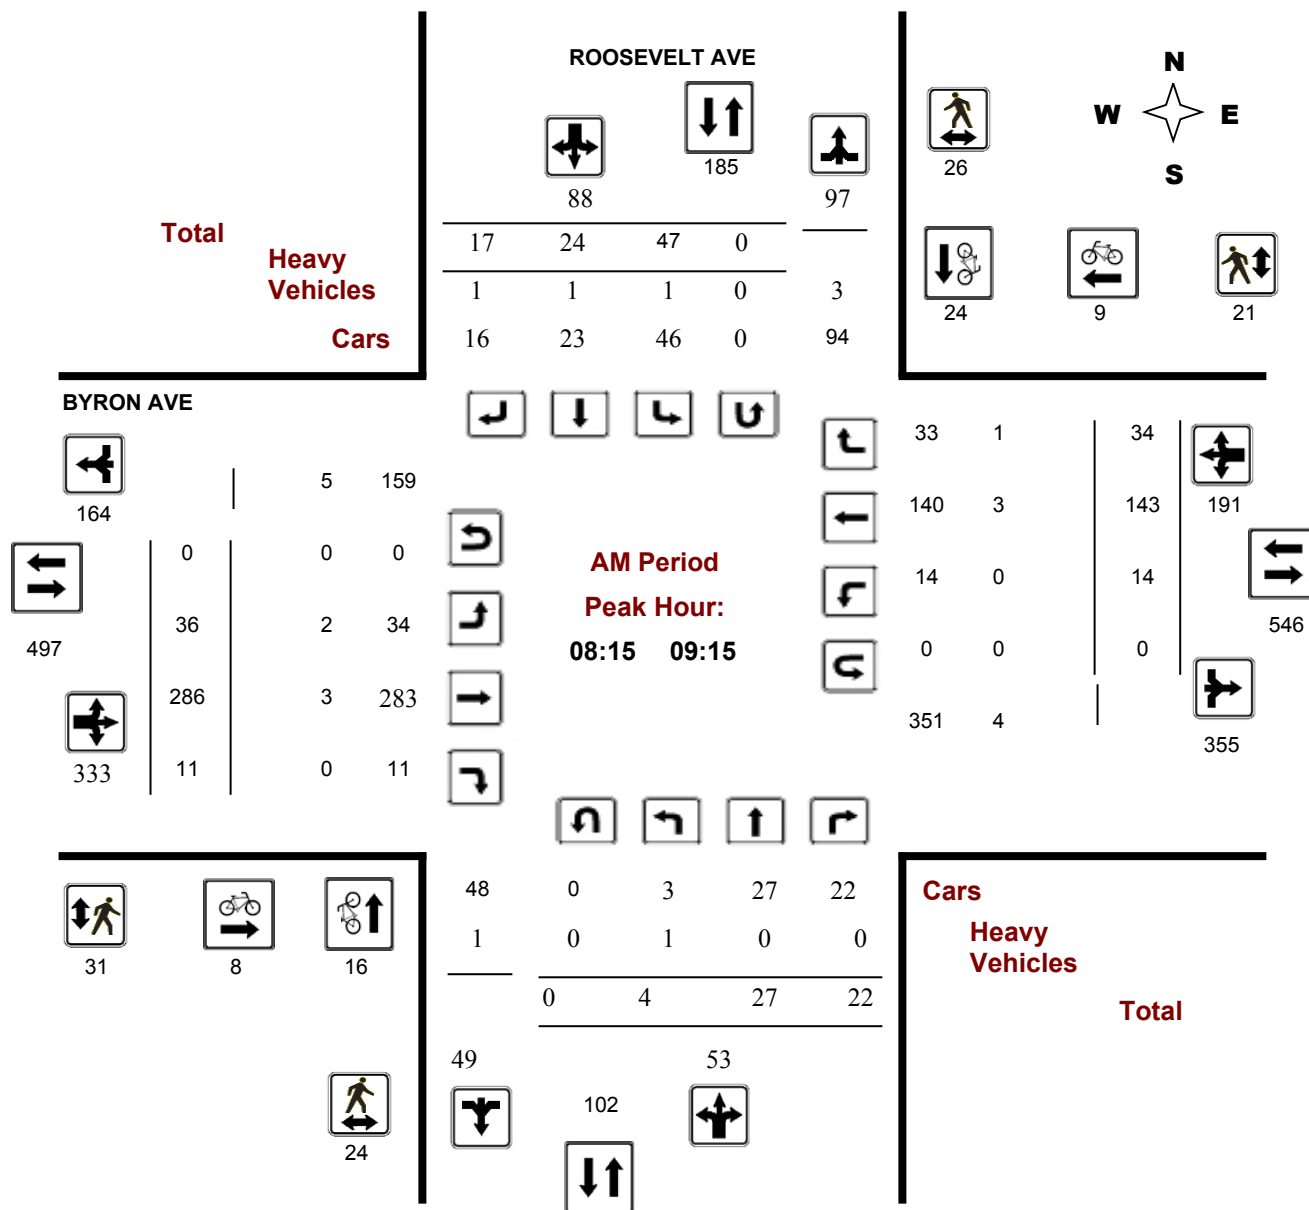 ROOSEVELT AVE
N
W E
S
185
88 97 26
Total 17 24 47 0
Heavy
Vehicles 1 1 1 0 3
24 9 21
Cars 16 23 46 0 94
BYRON AVE
33 1 34
5 159
164
140 3 143 191
0 0 0
AM Period
14 0 14
Peak Hour:
36 2 34
497
08:15 09:15
546
0 0 0
286 3 283
351 4
355
333 11 0 11
48 0 3 27 22 Cars
1 0 1 0 0 Heavy
Vehicles
31 8 16
0 4 27 22 Total
49 53
102
24